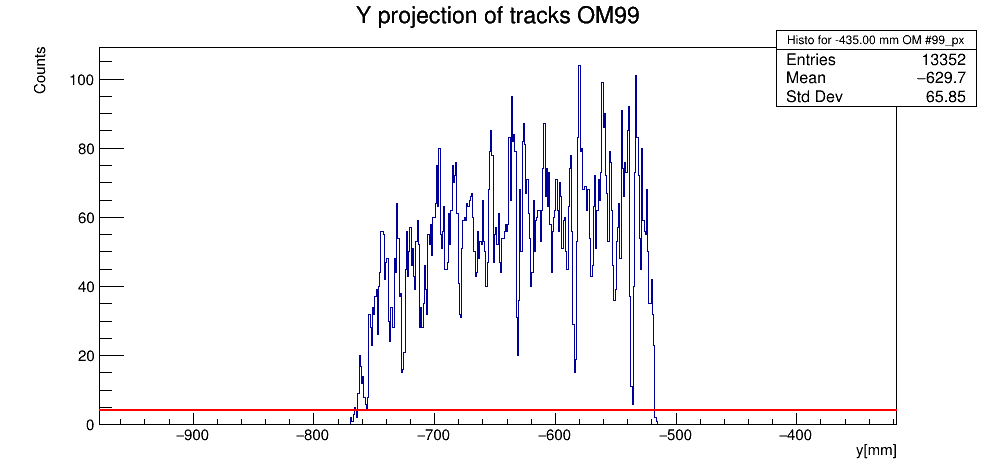 Y projection of tracks OM99
Histo for -435.00 mm OM #99_px
Entries 13352
Mean −629.7
Std Dev 65.85
Counts
100
80
60
40
20
0
−900 −800 −700 −600 −500 −400
y[mm]